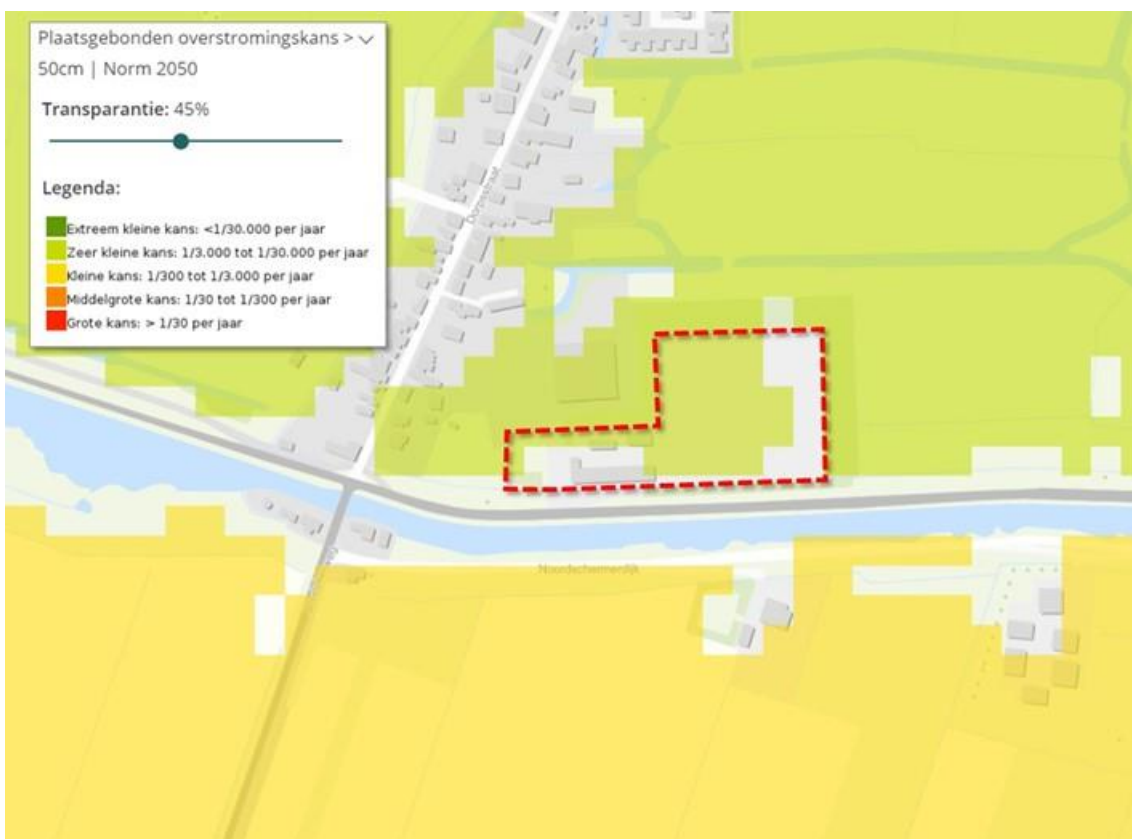 Plaatsgebonden overstromingskans >
50cm | Norm 2050
Transparantie: 45%
Legenda:
Extreem kleine kans: <1/30.000 per jaar
Zeer kleine kans: 1/3.000 tot 1/30.000 per jaar
Kleine kans: 1/300 tot 1/3.000 per jaar
Middelgrote kans: 1/30 tot 1/300 per jaar
Grote kans: > 1/30 per jaar
Dorpsstraat
Noordschermerdijk